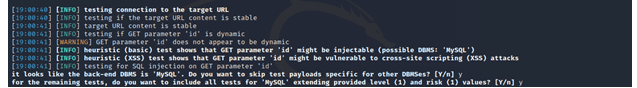 [19:00:40] [INFO] testing connection to the target URL
[19:00:40] [INFO] testing if the target URL content is stable
[19:00:41] [INFO] target URL content is stable
[19:00:41] [INFO] testing if GET parameter 'id' is dynamic
[19:00:41] [WARNING] GET parameter 'id' does not appear to be dynamic
[19:00:41] [INFO] heuristic (basic) test shows that GET parameter 'id' might be injectable (possible DBMS: 'MySQL')
[19:00:41] [INFO] heuristic (XSS) test shows that GET parameter 'id' might be vulnerable to cross-site scripting (XSS) attacks
[19:00:41] [INFO] testing for SQL injection on GET parameter 'id'
it looks like the back-end DBMS is 'MySQL'. Do you want to skip test payloads specific for other DBMSes? [Y/n] y
for the remaining tests, do you want to include all tests for 'MySQL' extending provided level (1) and risk (1) values? [Y/n] y